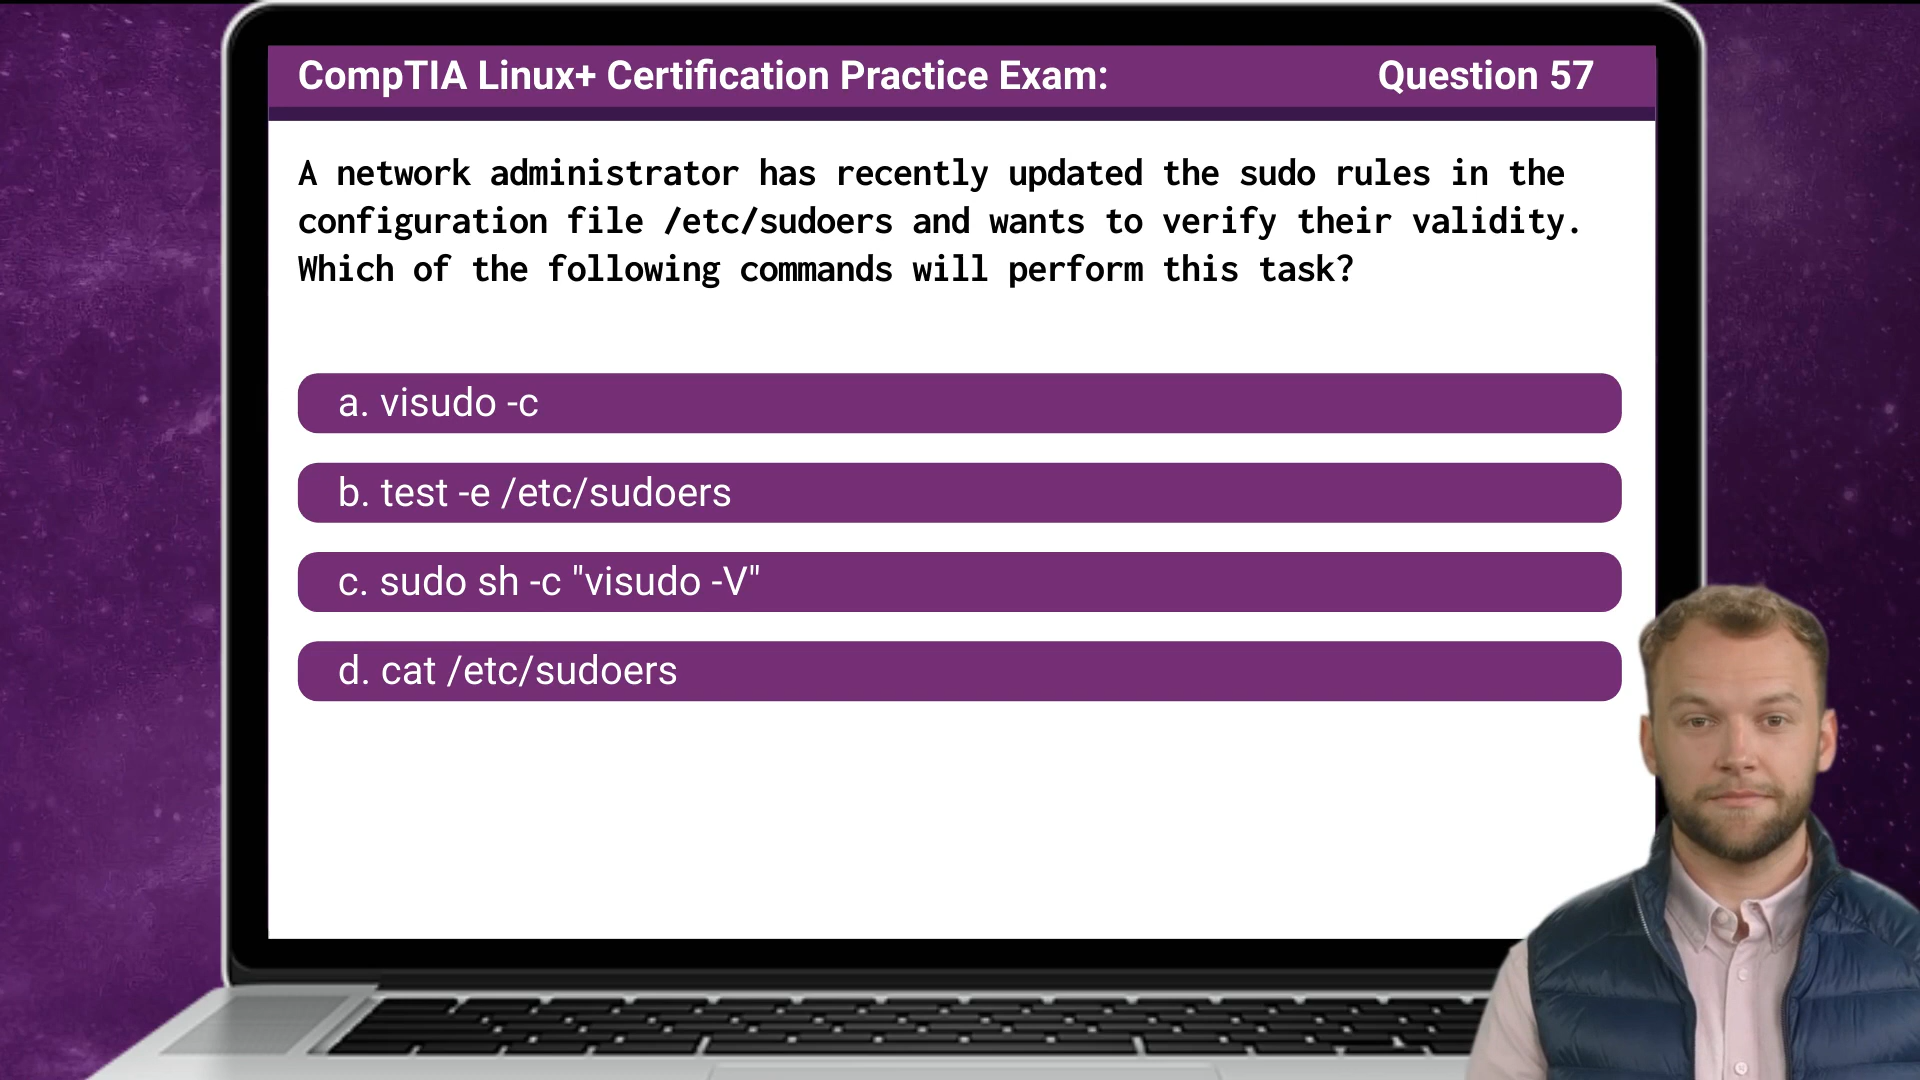 CompTIA Linux+ Certification Practice Exam: Question 57
A network administrator has recently updated the sudo rules in the
configuration file /etc/sudoers and wants to verify their validity.
Which of the following commands will perform this task?
a. visudo -c
b. test -e /etc/sudoers
c. sudo sh -c "visudo -V"
d. cat /etc/sudoers